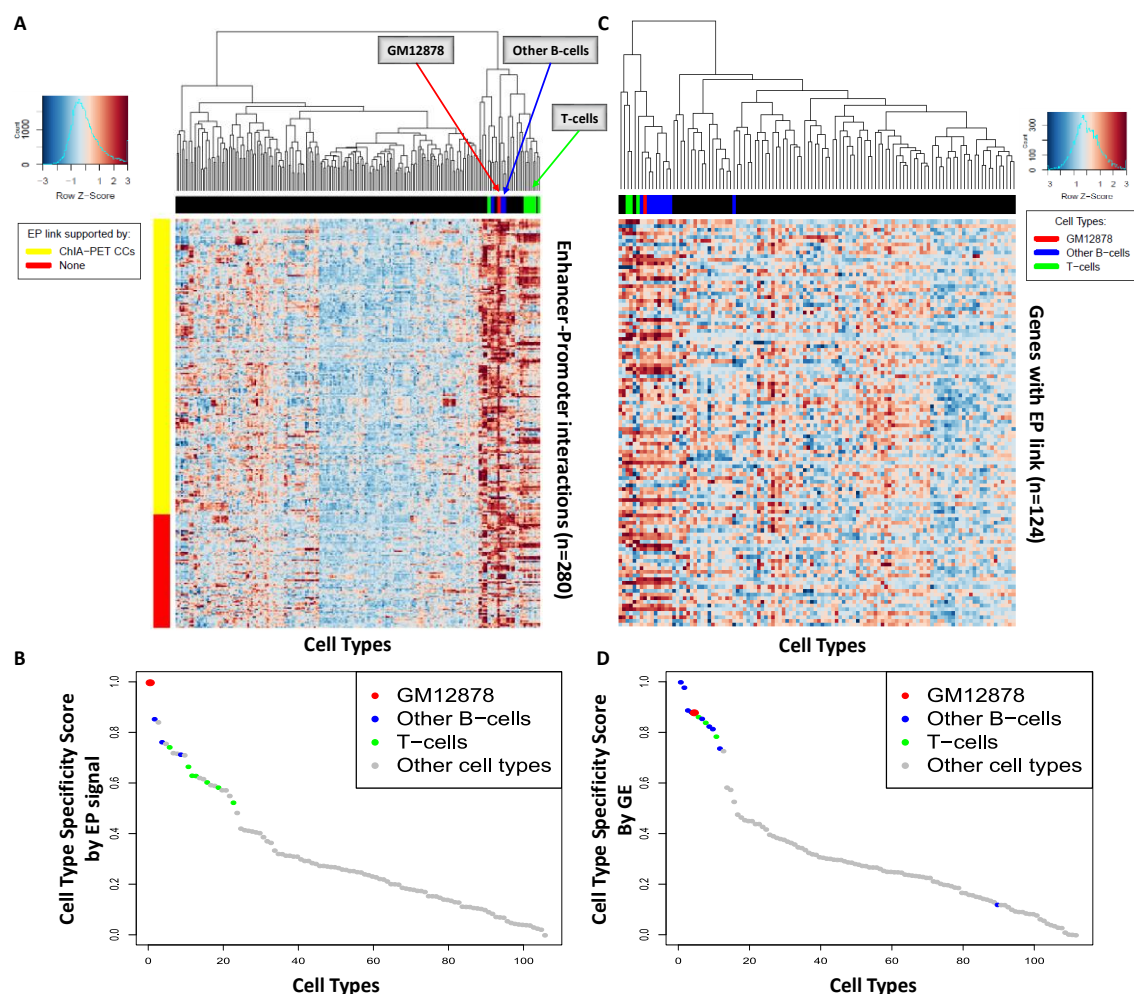 A
GM12878
Other B-cells
T-cells
Count
0 1000
-3 -1 1 3
Row Z-Score
EP link supported by:
ChIA-PET CCs
None
Enhancer-Promoter interactions (n=280)
Cell Types
C
Count
0 100 300
3 1 1 3
Row Z-Score
Cell Types:
GM12878
Other B-cells
T-cells
Genes with EP link (n=124)
Cell Types
B
Cell Type Specificity Score
by EP signal
0.0 0.2 0.4 0.6 0.8 1.0
GM12878
Other B−cells
T−cells
Other cell types
0 20 40 60 80 100
Cell Types
D
Cell Type Specificity Score
By GE
0.0 0.2 0.4 0.6 0.8 1.0
GM12878
Other B−cells
T−cells
Other cell types
0 20 40 60 80 100
Cell Types